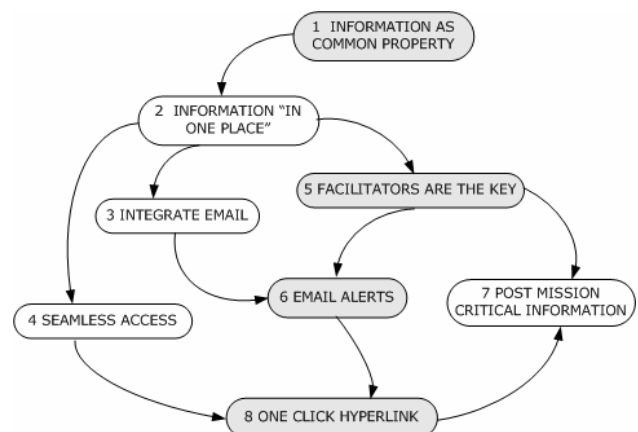 1 INFORMATION AS
COMMON PROPERTY
2 INFORMATION “IN
ONE PLACE”
5 FACILITATORS ARE THE KEY
3 INTEGRATE EMAIL
6 EMAIL ALERTS
7 POST MISSION
CRITICAL INFORMATION
4 SEAMLESS ACCESS
8 ONE CLICK HYPERLINK